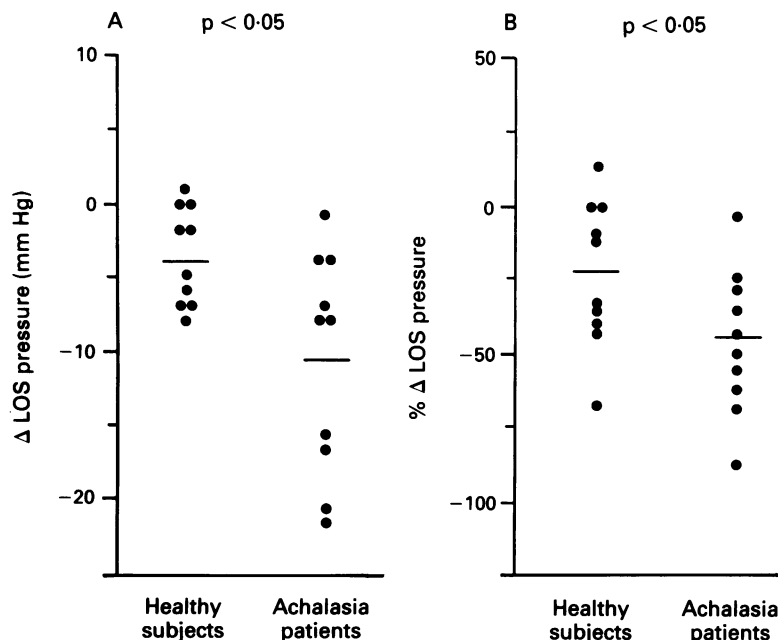 A
p < 0·05
10
0
−10
−20
Δ LOS pressure (mm Hg)
Healthy
subjects
Achalasia
patients
B
p < 0·05
50
0
−50
−100
% Δ LOS pressure
Healthy
subjects
Achalasia
patients